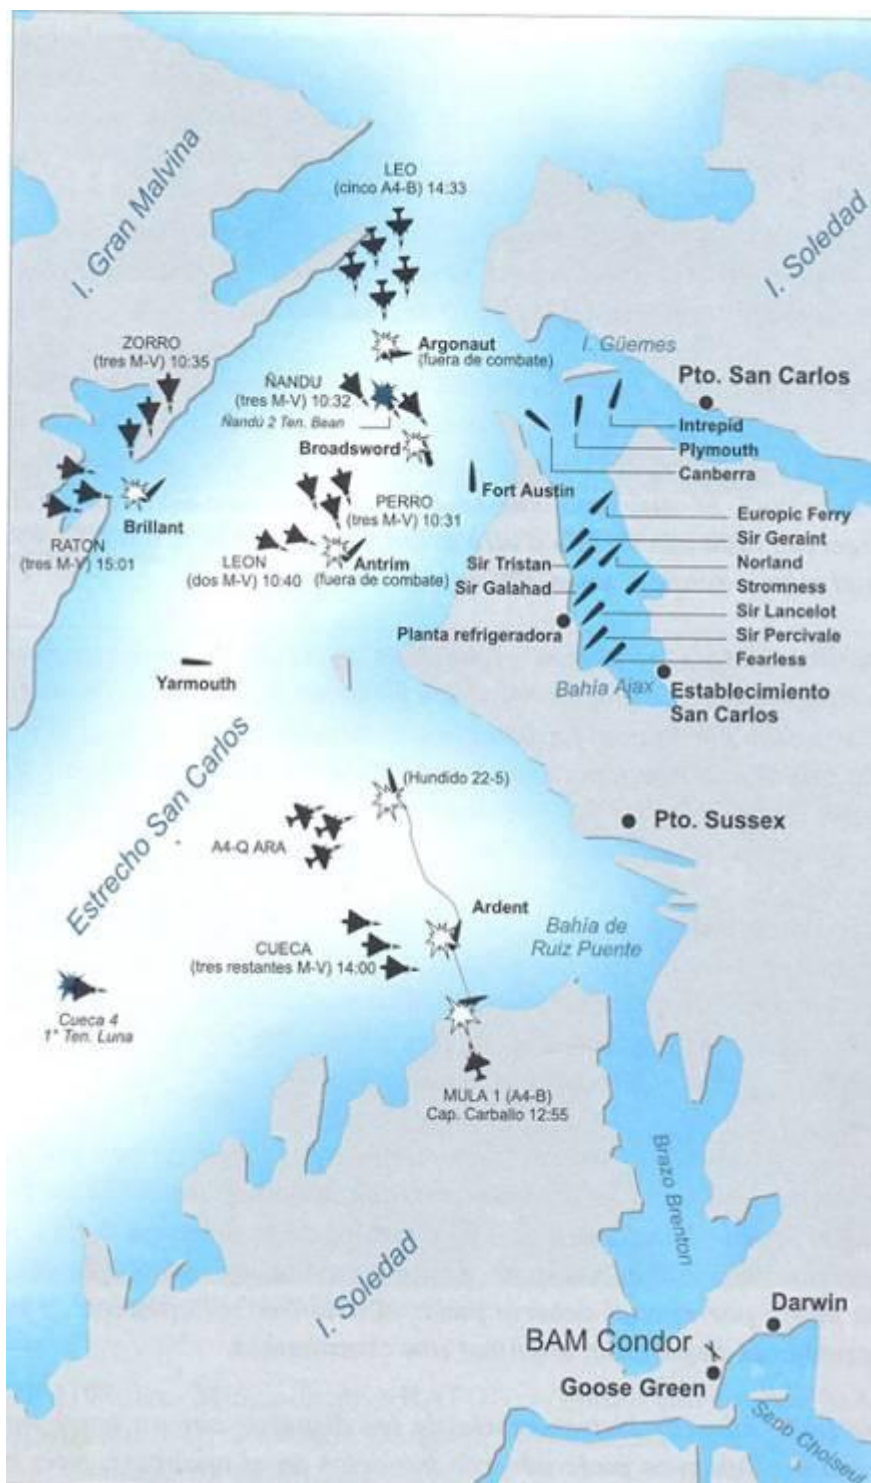 LEO
(cinco A4-B) 14:33
I. Gran Malvina
I. Soledad
ZORRO
(tres M-V) 10:35
Argonaut
(fuera de combate)
I. Güemes
Pto. San Carlos
ÑANDU
(tres M-V) 10:32
Ñandú 2 Ten. Bean
Intrepid
Plymouth
Canberra
Broadsword
Fort Austin
PERRO
(tres M-V) 10:31
Brillant
RATON
(tres M-V) 15:01
LEON
(dos M-V) 10:40
Antrim
(fuera de combate)
Europic Ferry
Sir Geraint
Sir Tristan
Norland
Sir Galahad
Stromness
Sir Lancelot
Planta refrigeradora
Sir Percivale
Fearless
Yarmouth
Bahía Ajax
Establecimiento
San Carlos
Estrecho San Carlos
(Hundido 22-5)
A4-Q ARA
Pto. Sussex
Ardent
Bahía de
Ruiz Puente
CUECA
(tres restantes M-V) 14:00
Cueca 4
1° Ten. Luna
MULA 1 (A4-B)
Cap. Carballo 12:55
Brazo Brenton
I. Soledad
Darwin
BAM Condor
Goose Green
Seno Choiseul